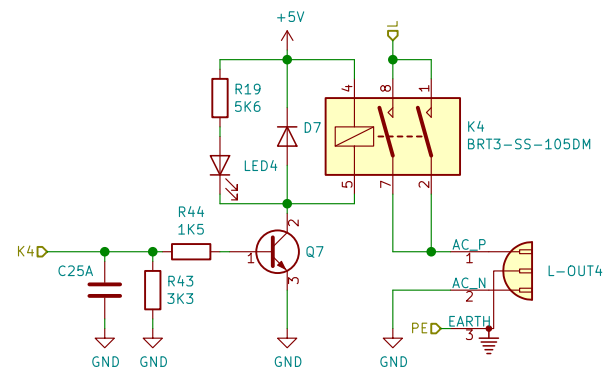 +5V
L
R19
5K6
4
8
1
D7
K4
BRT3-SS-105DM
LED4
5
7
2
R44
1K5
2
K4
1
Q7
AC_P
1
L-OUT4
C25A
R43
3K3
3
AC_N
2
PE
EARTH
3
GND
GND
GND
GND